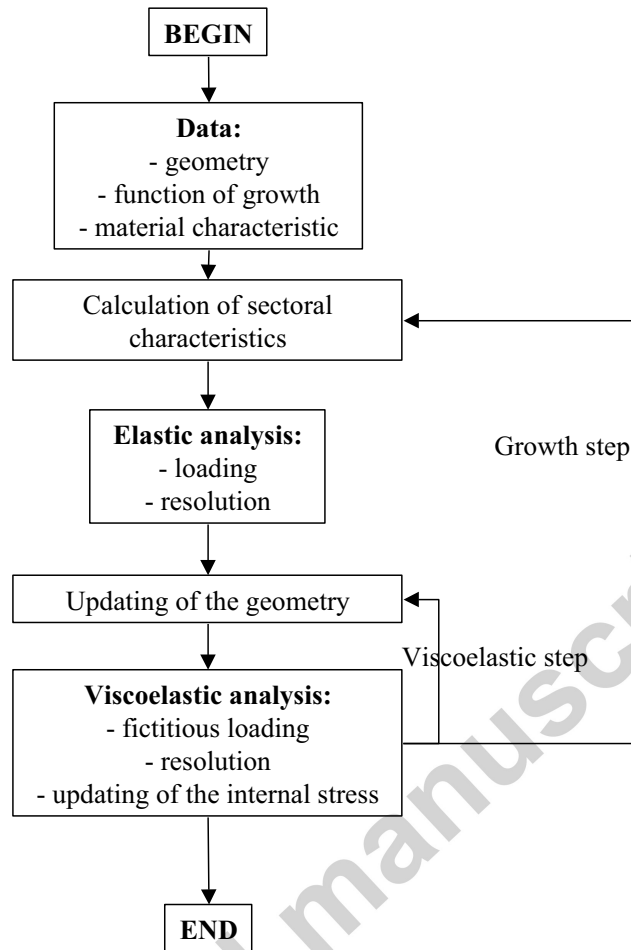 BEGIN
Data:
- geometry
- function of growth
- material characteristic
Calculation of sectoral
characteristics
Elastic analysis:
- loading
- resolution
Growth step
Updating of the geometry
Viscoelastic step
Viscoelastic analysis:
- fictitious loading
- resolution
- updating of the internal stress
END
manuscr